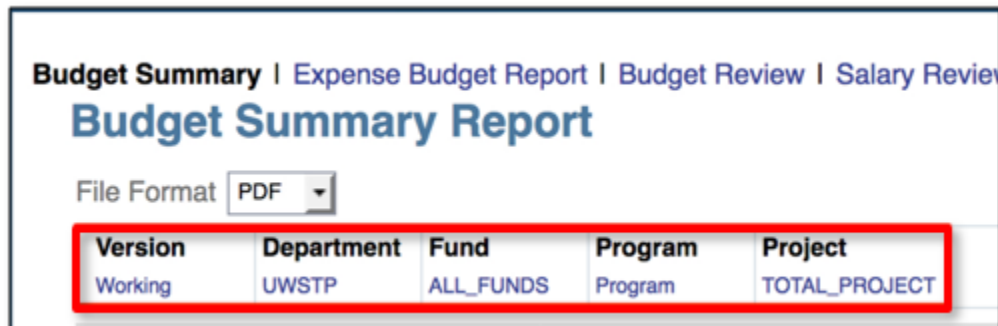 Budget Summary | Expense Budget Report | Budget Review | Salary Review
Budget Summary Report
File Format PDF
Version Department Fund Program Project
Working UWSTP ALL_FUNDS Program TOTAL_PROJECT